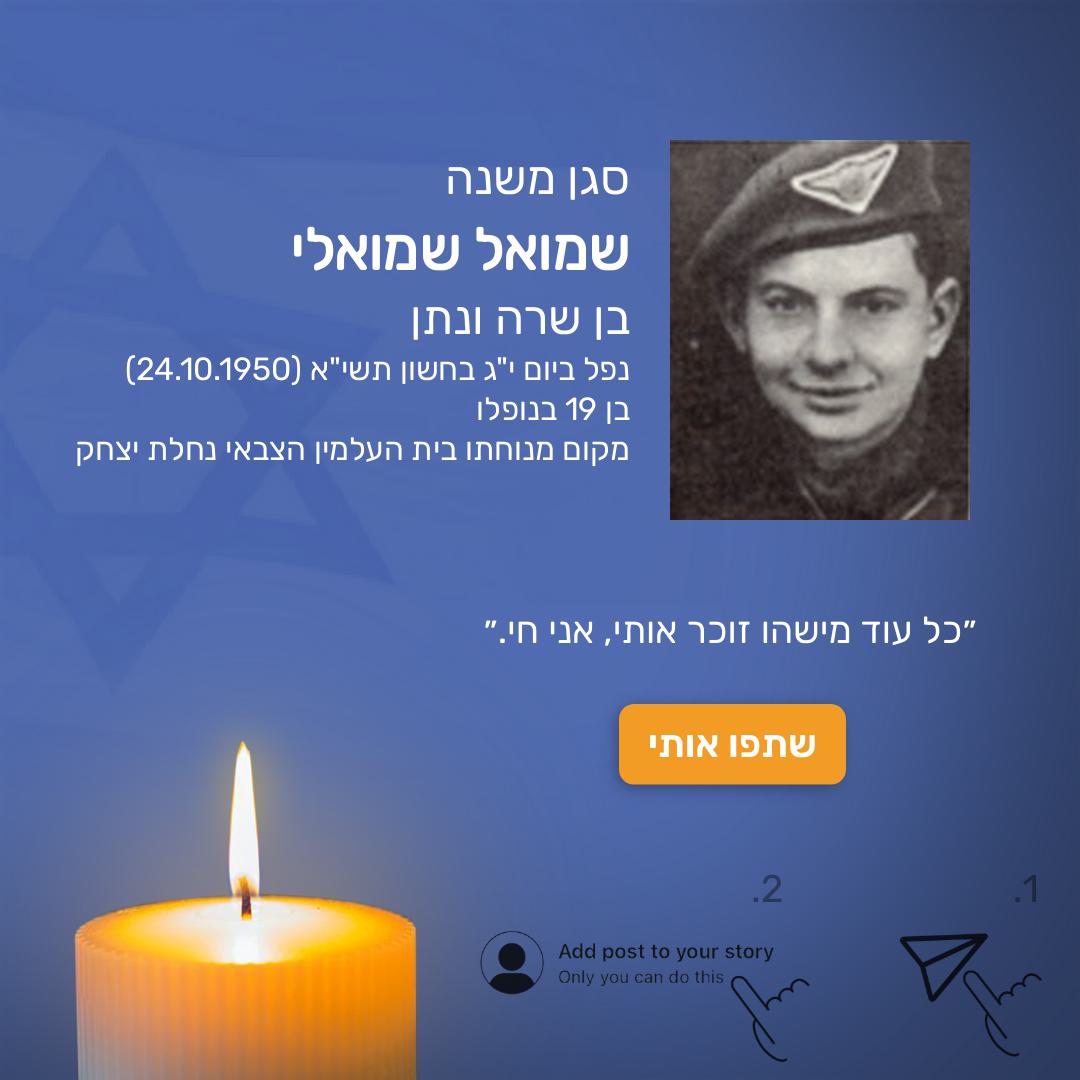 סגן משנה
שמואל שמואלי
בן שרה ונתן
נפל ביום י"ג בחשון תשי"א (24.10.1950)
בן 19 בנופלו
מקום מנוחתו בית העלמין הצבאי נחלת יצחק
״כל עוד מישהו זוכר אותי, אני חי.״
שתפו אותי
.1
.2
Add post to your story
Only you can do this